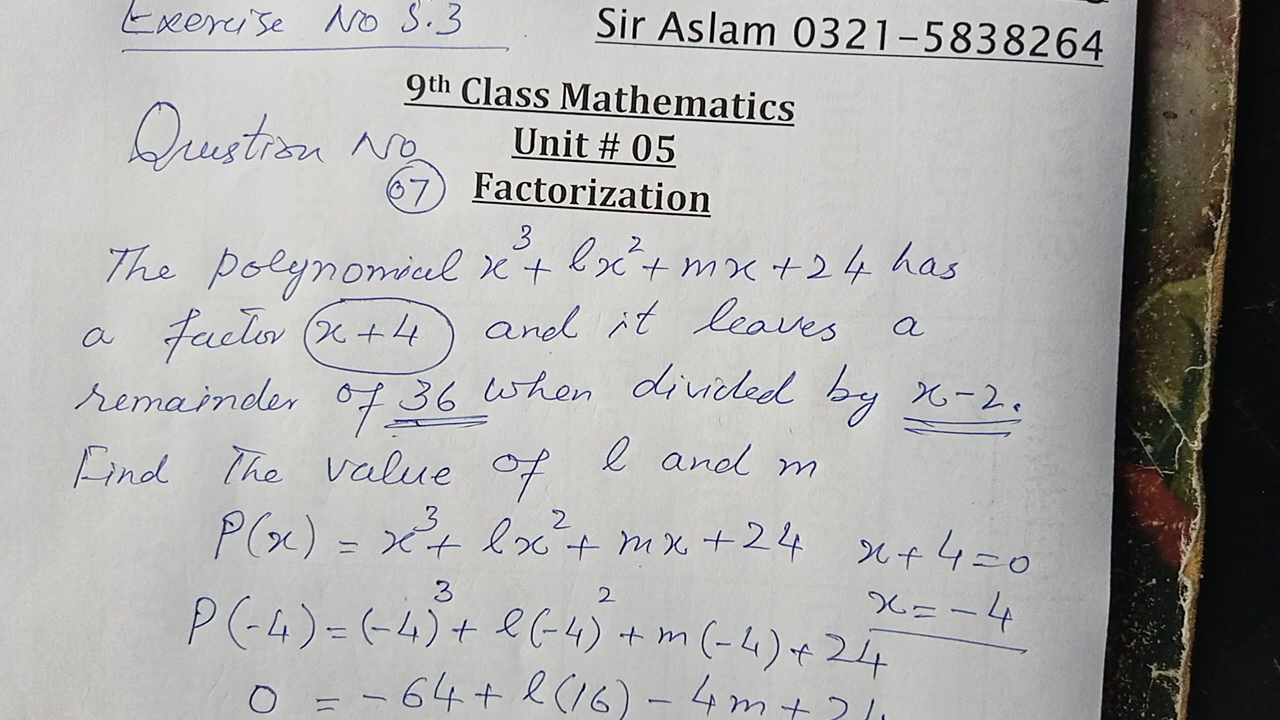 Exercise No 5.3
Sir Aslam 0321-5838264
9th Class Mathematics
Unit # 05
Factorization
Question No
07
The polynomial x³ + lx² + mx + 24 has
a factor x+4 and it leaves a
remainder of 36 when divided by x-2.
Find The value of l and m
P(x) = x³ + lx² + mx + 24
x+4=0
x=-4
P(-4) = (-4)³ + l(-4)² + m(-4) + 24
0 = -64 + l(16) - 4m + 24